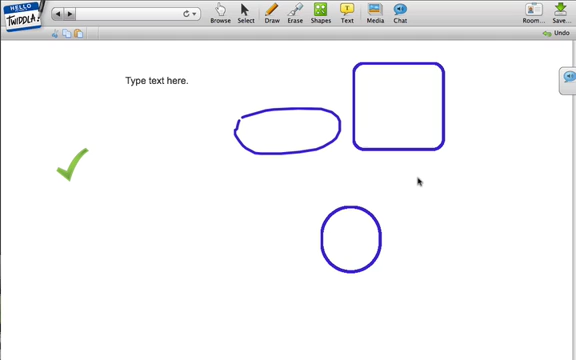 HELLO
TWIDDLA!
Browse Select Draw Erase Shapes Text Media Chat Room... Save...
Undo
Type text here.